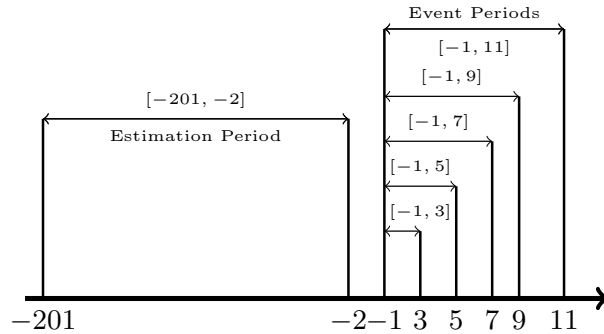 Event Periods
[−1, 11]
[−1, 9]
[−201, −2]
[−1, 7]
Estimation Period
[−1, 5]
[−1, 3]
−201 −2 −1 3 5 7 9 11